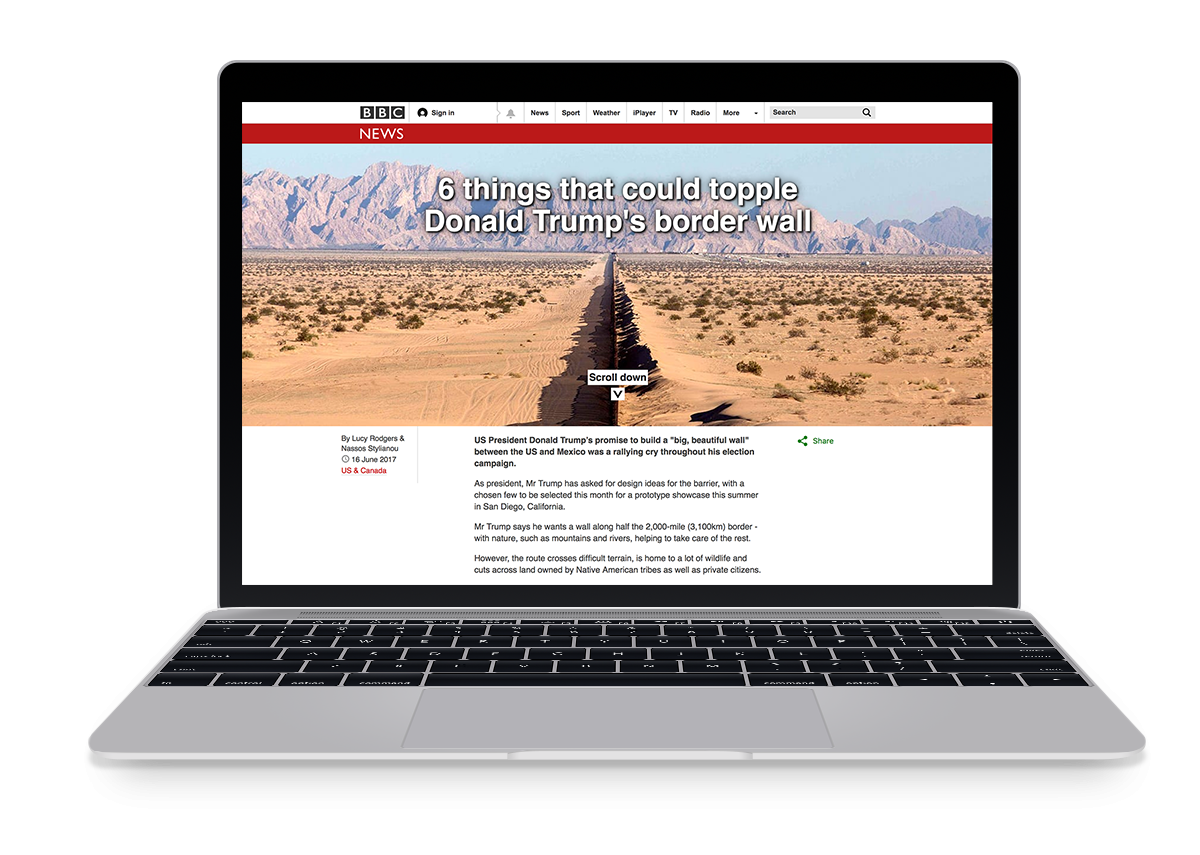 BBC Sign in News Sport Weather iPlayer TV Radio More Search
NEWS
6 things that could topple
Donald Trump's border wall
Scroll down
By Lucy Rodgers &
Nassos Stylianou
16 June 2017
US & Canada
US President Donald Trump's promise to build a "big, beautiful wall"
between the US and Mexico was a rallying cry throughout his election
campaign.
As president, Mr Trump has asked for design ideas for the barrier, with a
chosen few to be selected this month for a prototype showcase this summer
in San Diego, California.
Mr Trump says he wants a wall along half the 2,000-mile (3,100km) border -
with nature, such as mountains and rivers, helping to take care of the rest.
However, the route crosses difficult terrain, is home to a lot of wildlife and
cuts across land owned by Native American tribes as well as private citizens.
Share
control option command command option